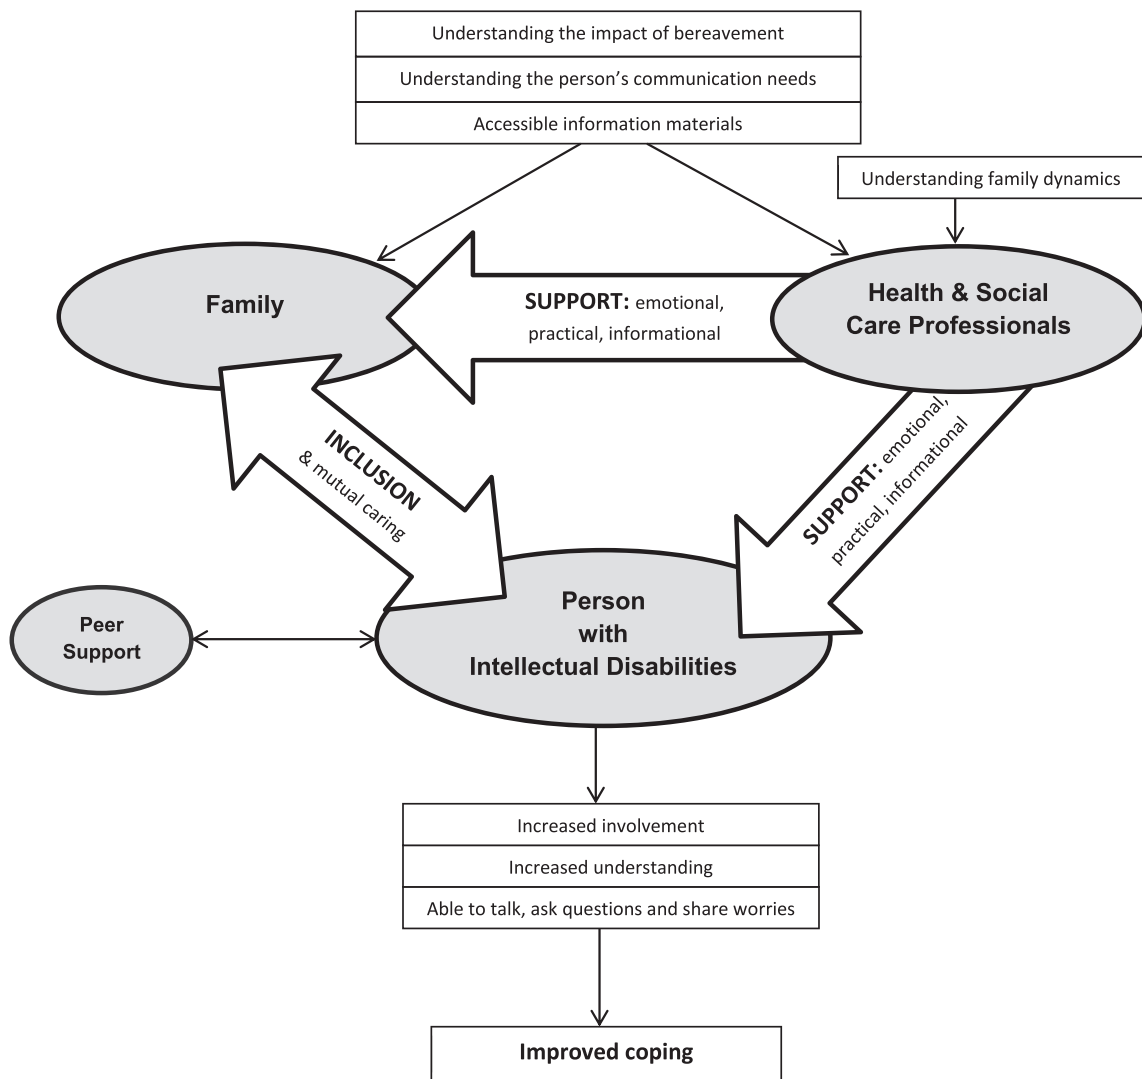 Understanding the impact of bereavement
Understanding the person’s communication needs
Accessible information materials
Understanding family dynamics
Family
SUPPORT: emotional,
practical, informational
Health & Social
Care Professionals
INCLUSION
& mutual caring
SUPPORT: emotional,
practical, informational
Peer
Support
Person
with
Intellectual Disabilities
Increased involvement
Increased understanding
Able to talk, ask questions and share worries
Improved coping